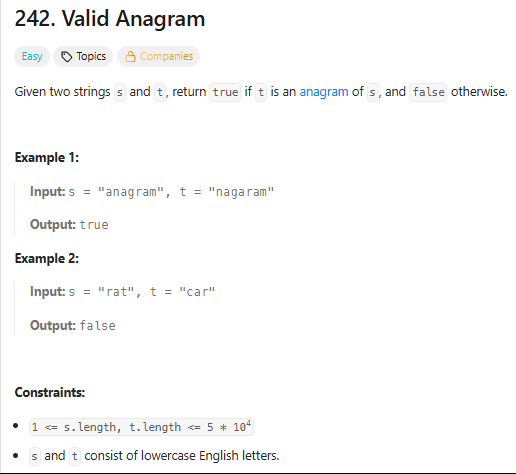 242. Valid Anagram
Easy Topics Companies
Given two strings s and t, return true if t is an anagram of s, and false otherwise.
Example 1:
Input: s = "anagram", t = "nagaram"
Output: true
Example 2:
Input: s = "rat", t = "car"
Output: false
Constraints:
• 1 <= s.length, t.length <= 5 * 10⁴
• s and t consist of lowercase English letters.